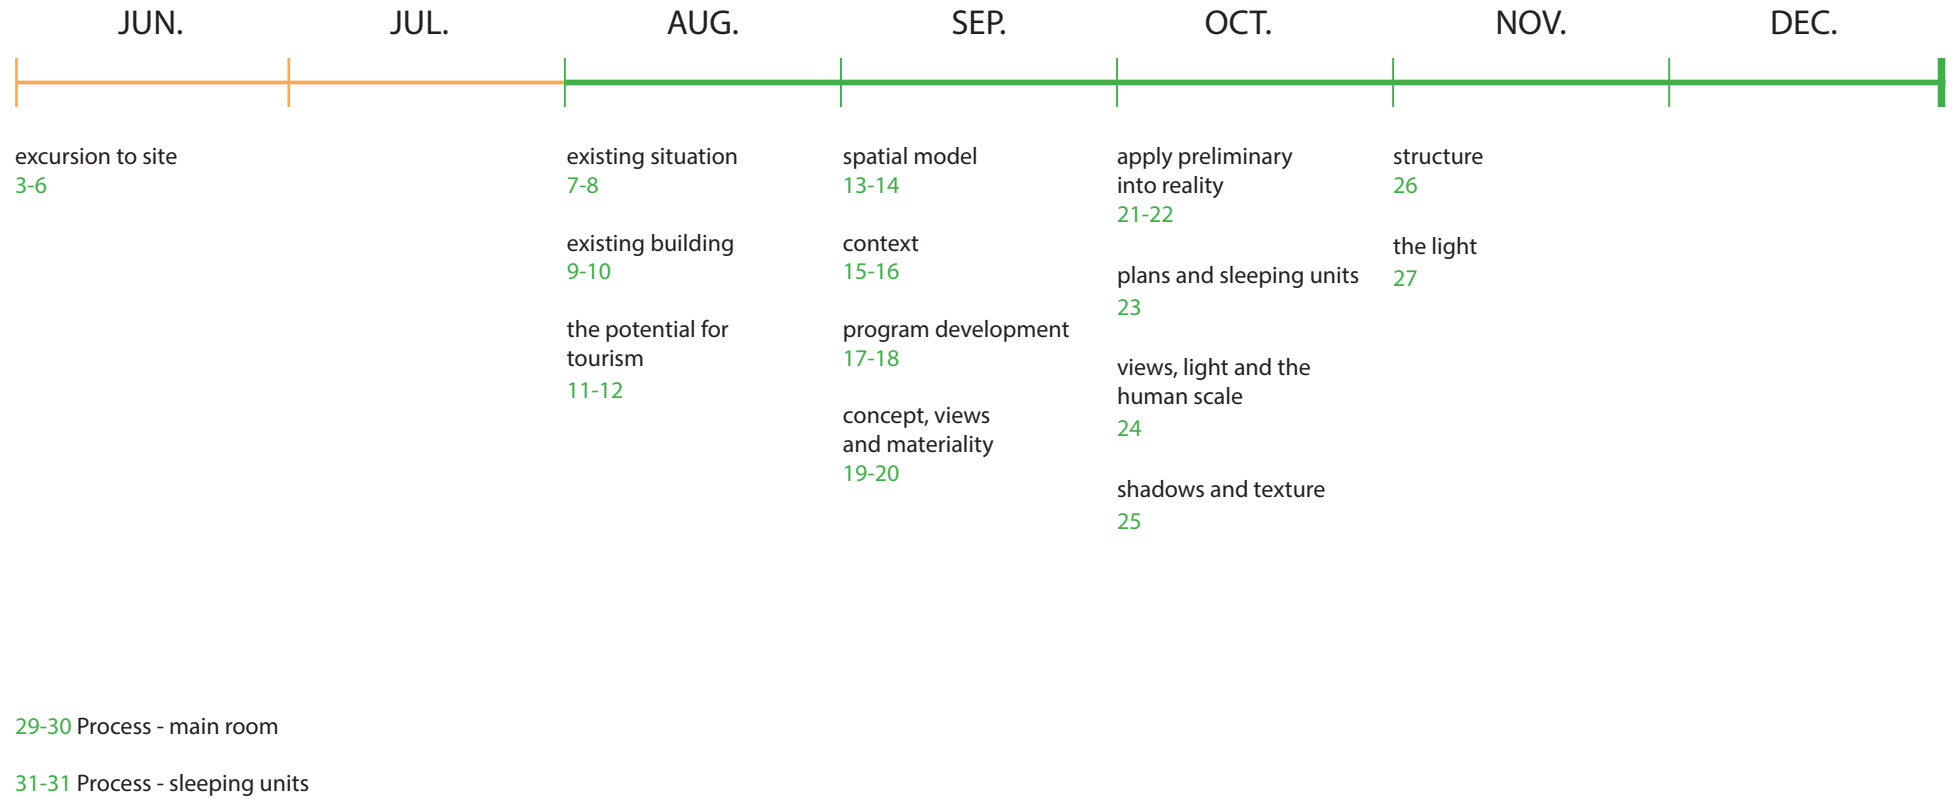 JUN.
JUL.
AUG.
SEP.
OCT.
NOV.
DEC.
excursion to site
3-6
existing situation
7-8
existing building
9-10
the potential for
tourism
11-12
spatial model
13-14
context
15-16
program development
17-18
concept, views
and materiality
19-20
apply preliminary
into reality
21-22
plans and sleeping units
23
views, light and the
human scale
24
shadows and texture
25
structure
26
the light
27
29-30 Process - main room
31-31 Process - sleeping units